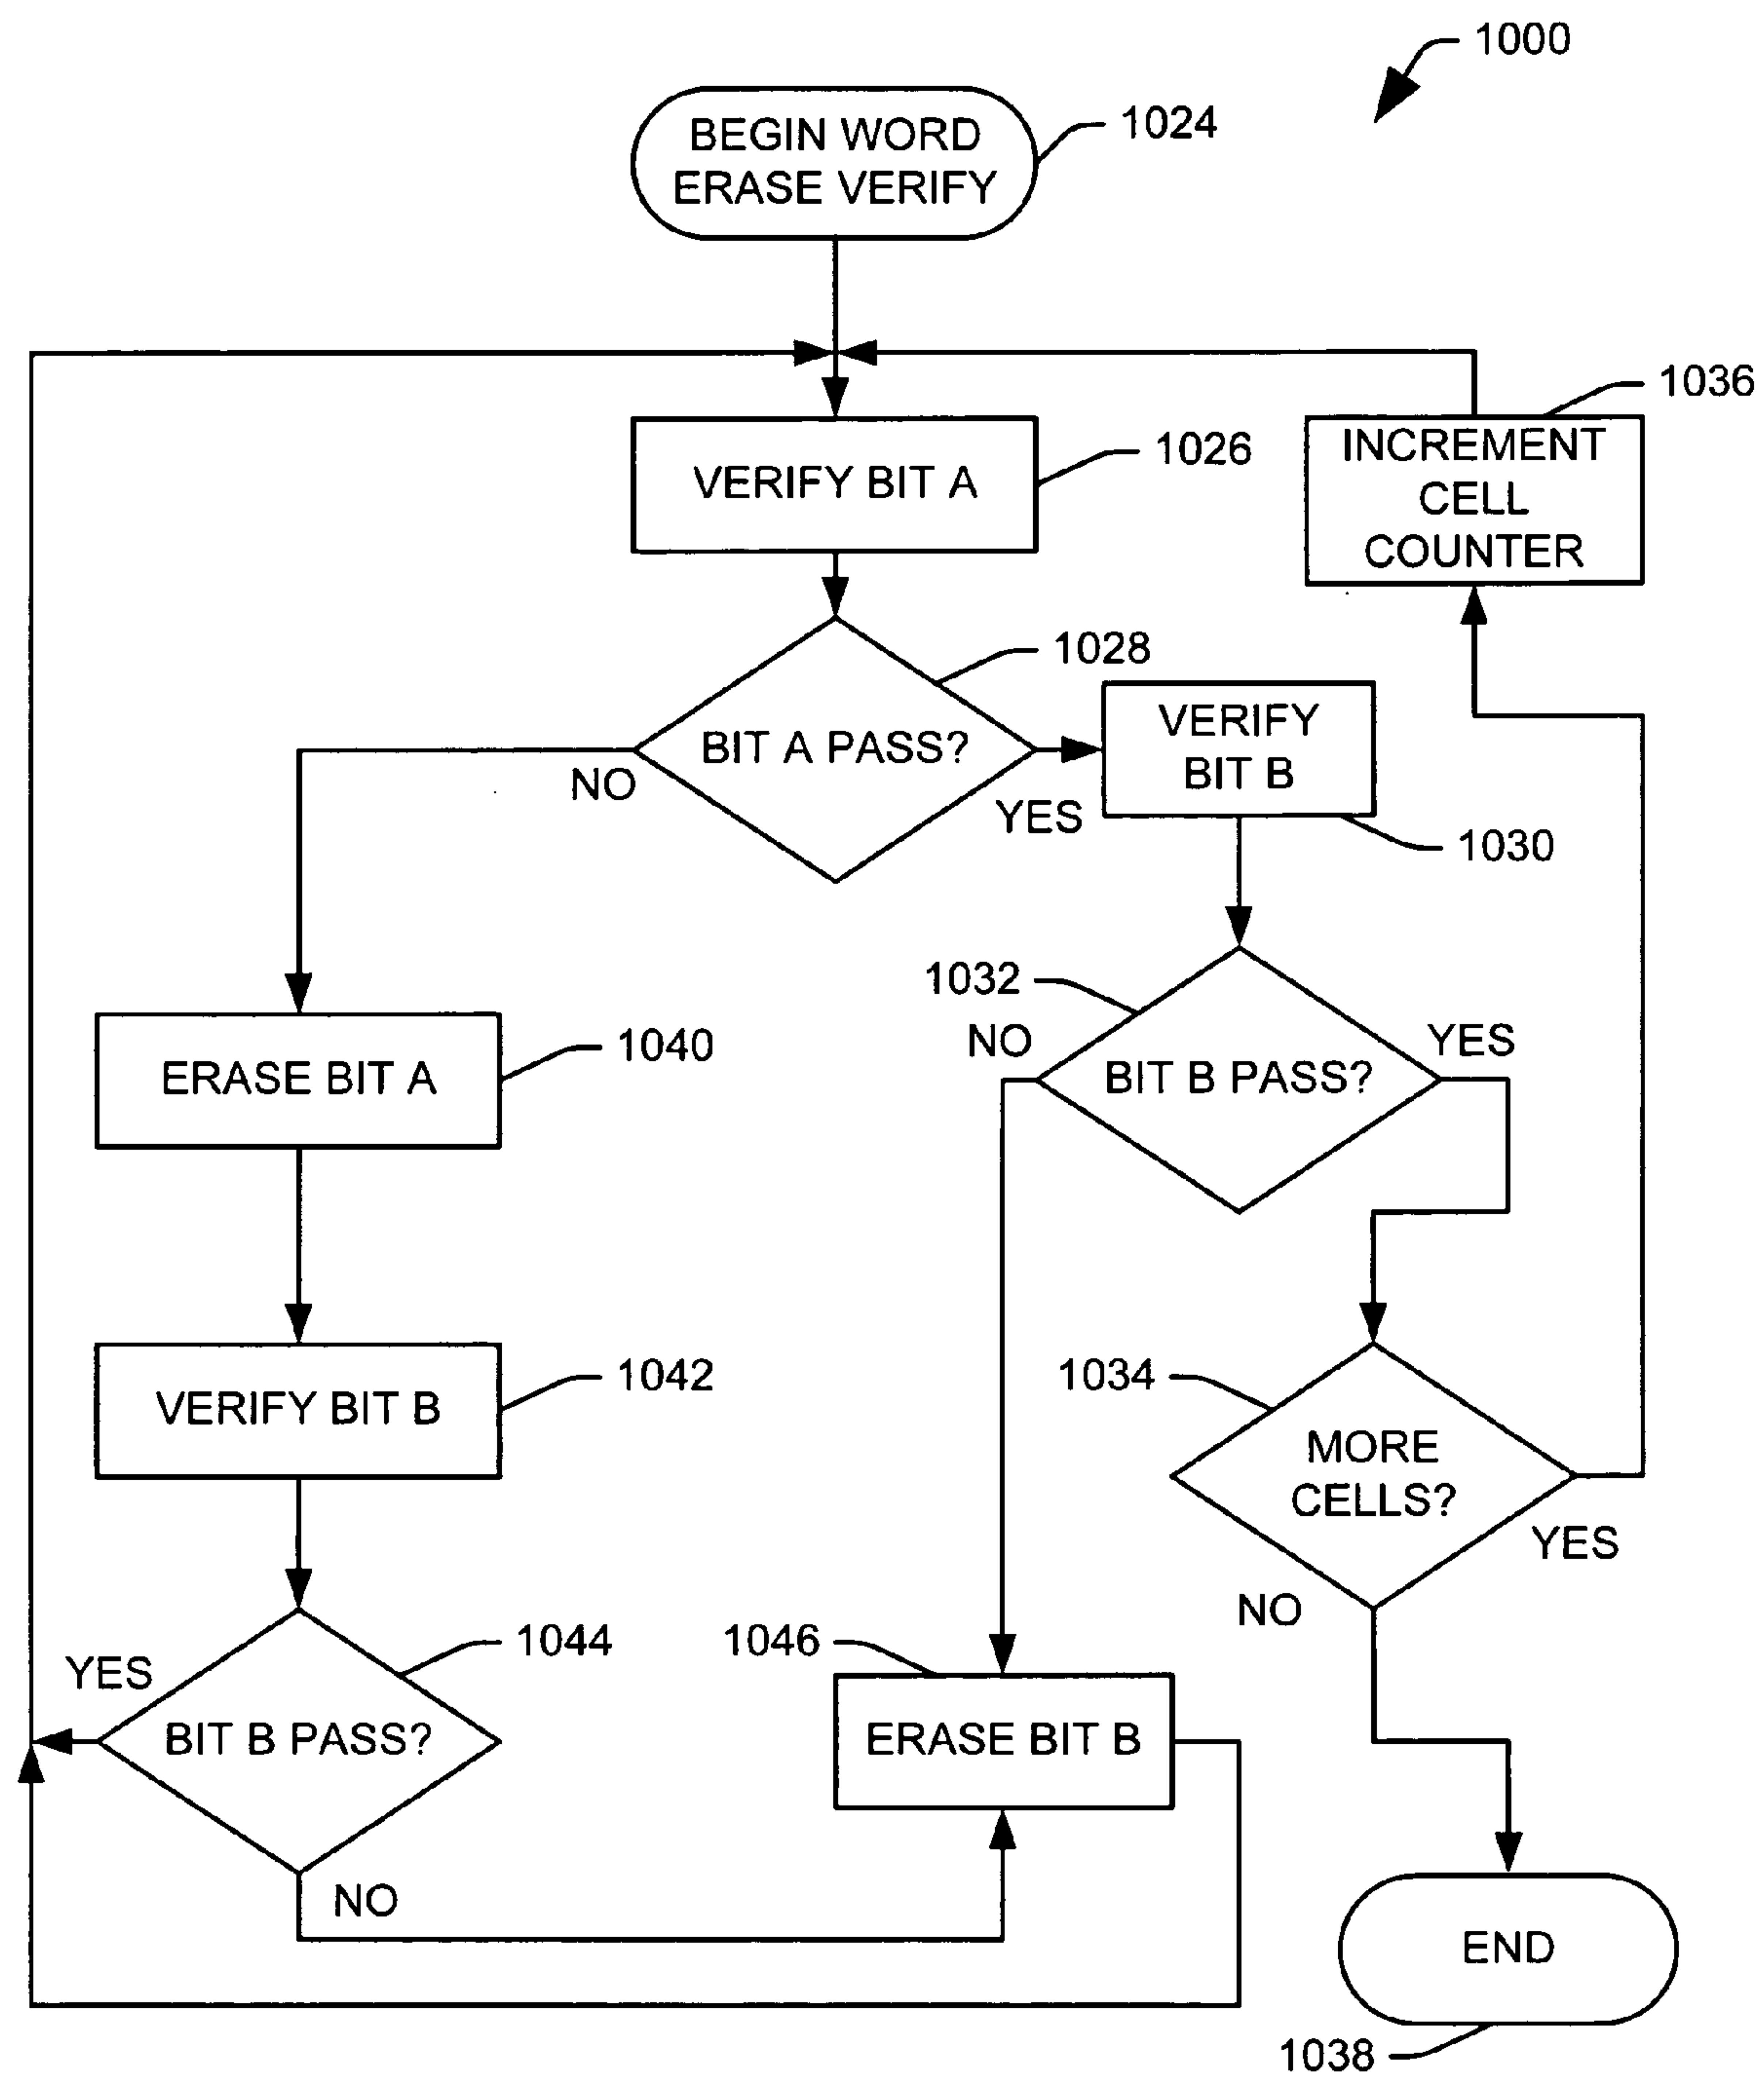 1000
BEGIN WORD
ERASE VERIFY
1024
1036
INCREMENT
CELL
COUNTER
VERIFY BIT A
1026
1028
BIT A PASS?
NO
YES
VERIFY
BIT B
1030
1032
NO
YES
BIT B PASS?
ERASE BIT A
1040
VERIFY BIT B
1042
1034
MORE
CELLS?
YES
NO
1044
YES
BIT B PASS?
NO
1046
ERASE BIT B
END
1038